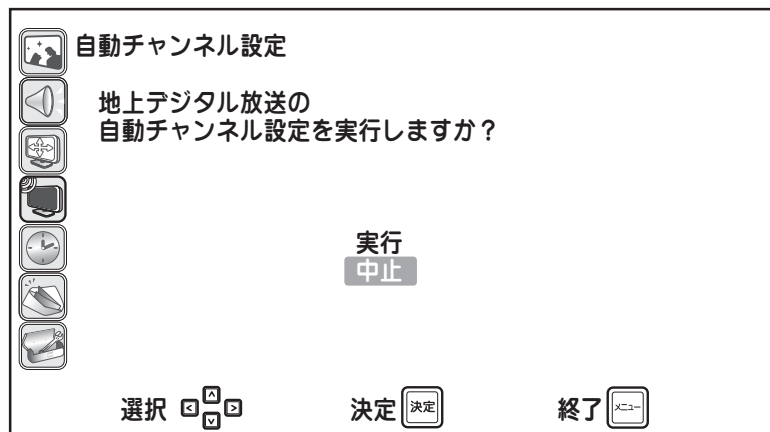 自動チャンネル設定
地上デジタル放送の
自動チャンネル設定を実行しますか？
実行
中止
選択 決定 決定 終了 メニュー